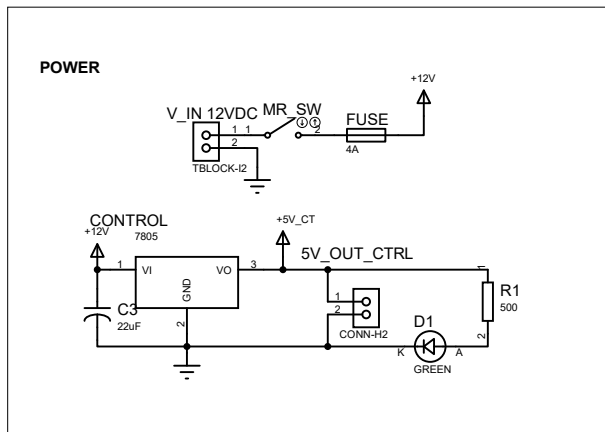 POWER
+12V
V_IN 12VDC
MR_SW
FUSE
1
1
2
2
4A
TBLOCK-I2
+5V_CT
CONTROL
+12V
7805
5V_OUT_CTRL
1
VI
VO
3
1
GND
C3
22uF
1
2
R1
500
2
CONN-H2
D1
2
K
A
GREEN